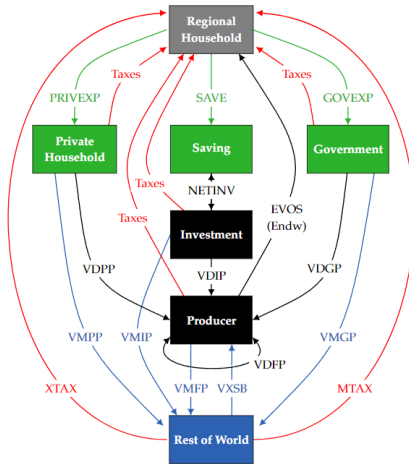 Regional
Household
Taxes
Taxes
PRIVEXP
SAVE
GOVEXP
Private
Household
Saving
Government
NETINV
Taxes
Taxes
EVOS
(Endw)
Investment
VDPP
VDIP
VDGP
Producer
VMPP
VMIP
VMGP
VDFP
XTAX
VMFP
VXSB
MTAX
Rest of World